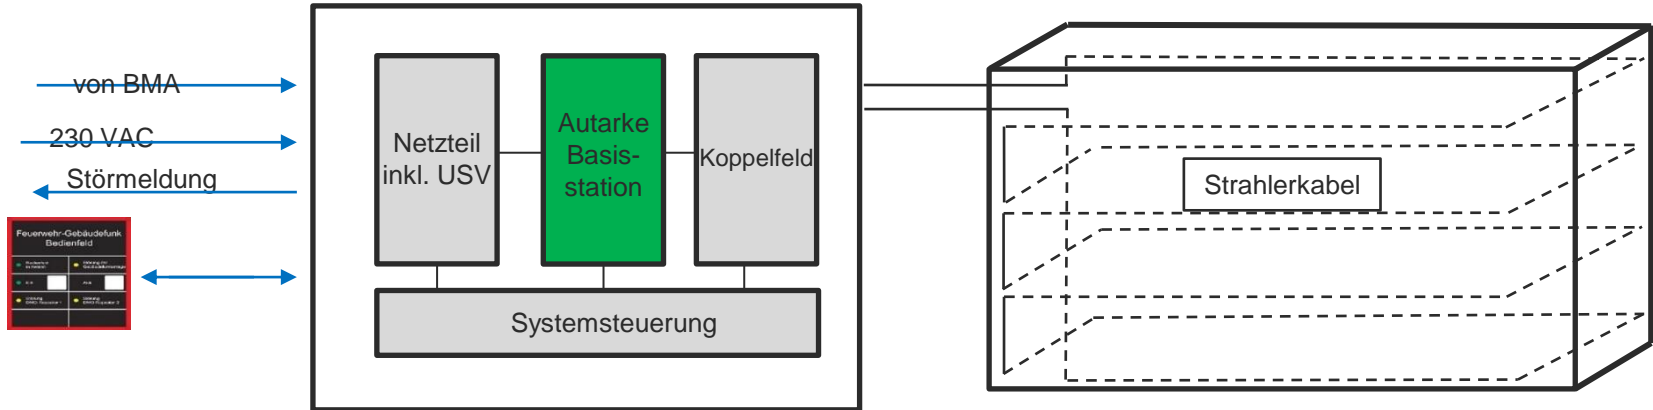 von BMA
230 VAC
Störmeldung
Feuerwehr-Gebäudefunk
Bedienfeld
Netzteil
inkl. USV
Autarke
Basis-
station
Koppelfeld
Systemsteuerung
Strahlerkabel